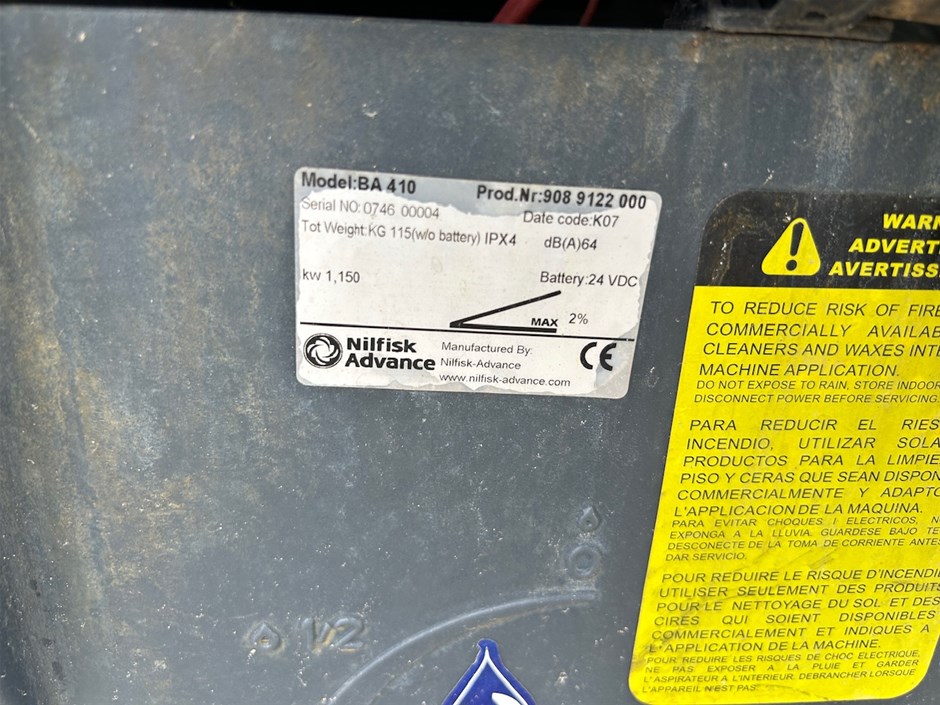 Model:BA 410
Prod.Nr:908 9122 000
Serial NO: 0746 00004
Date code:K07
Tot Weight:KG 115(w/o battery) IPX4
dB(A)64
kw 1,150
Battery:24 VDC
MAX 2%
Nilfisk
Advance
Manufactured By:
Nilfisk-Advance
www.nilfisk-advance.com
CE
WARN
ADVERT
AVERTISS
TO REDUCE RISK OF FIRE
COMMERCIALLY AVAILAB
CLEANERS AND WAXES INTE
MACHINE APPLICATION.
DO NOT EXPOSE TO RAIN, STORE INDOOR
DISCONNECT POWER BEFORE SERVICING.
PARA REDUCIR EL RIES
INCENDIO, UTILIZAR SOLA
PRODUCTOS PARA LA LIMPIE
PISO Y CERAS QUE SEAN DISPON
COMMERCIALMENTE Y ADAPTO
L'APPLICACION DE LA MAQUINA.
PARA EVITAR CHOQUES I ELECTRICOS, N
EXPONGA A LA LLUVIA. GUARDESE BAJO TE
DESCONECTE DE LA TOMA DE CORRIENTE ANTES
DAR SERVICIO.
POUR REDUIRE LE RISQUE D'INCENDI
UTILISER SEULEMENT DES PRODUITS
POUR LE NETTOYAGE DU SOL ET DES
CIRES QUI SOIENT DISPONIBLES
COMMERCIALEMENT ET INDIQUES A
L'APPLICATION DE LA MACHINE.
POUR REDUIRE LES RISQUES DE CHOC ELECTRIQUE,
NE PAS EXPOSER A LA PLUIE ET GARDER
L'ASPIRATEUR A L'INTERIEUR. DEBRANCHER LORSQUE
L'APPAREIL N'EST PAS
1/2